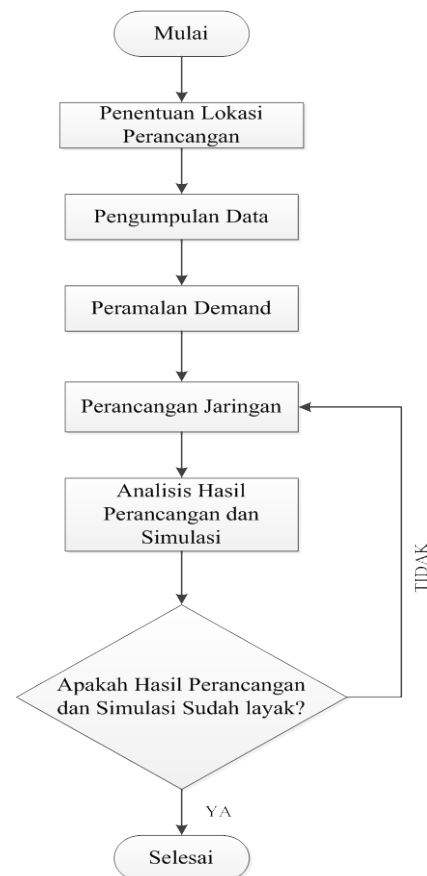 Mulai
Penentuan Lokasi
Perancangan
Pengumpulan Data
Peramalan Demand
Perancangan Jaringan
Analisis Hasil
Perancangan dan
Simulasi
TIDAK
Apakah Hasil Perancangan
dan Simulasi Sudah layak?
YA
Selesai